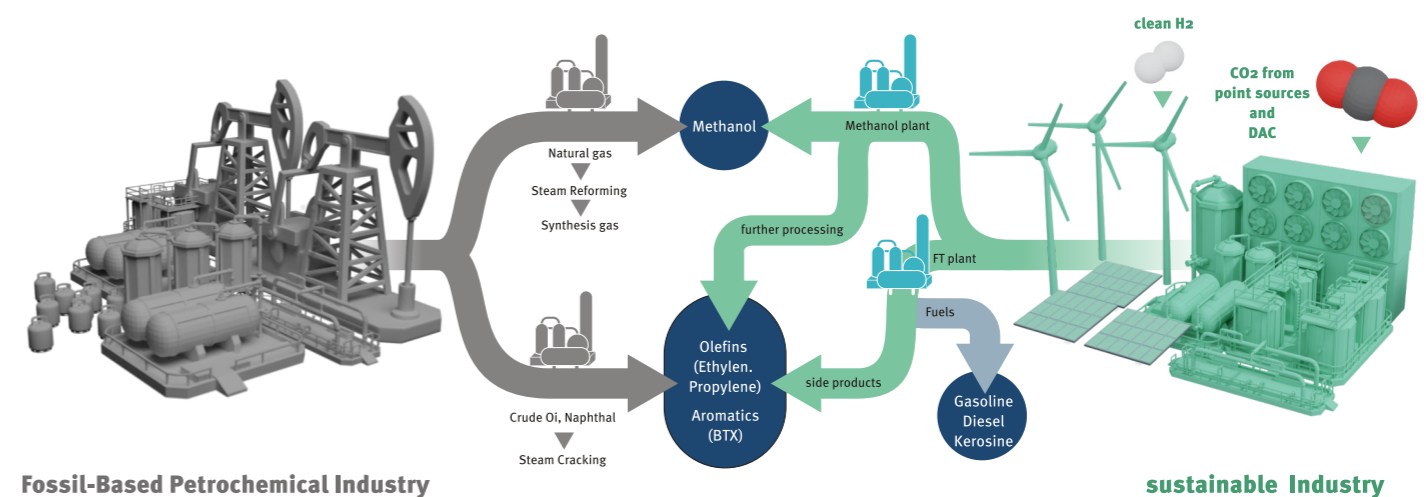 clean H2
CO2 from
point sources
and
DAC
Methanol
Methanol plant
Natural gas
Steam Reforming
Synthesis gas
further processing
FT plant
Fuels
Olefins
(Ethylen.
Propylene)
Aromatics
(BTX)
side products
Gasoline
Diesel
Kerosine
Crude Oi, Naphthal
Steam Cracking
Fossil-Based Petrochemical Industry
sustainable Industry